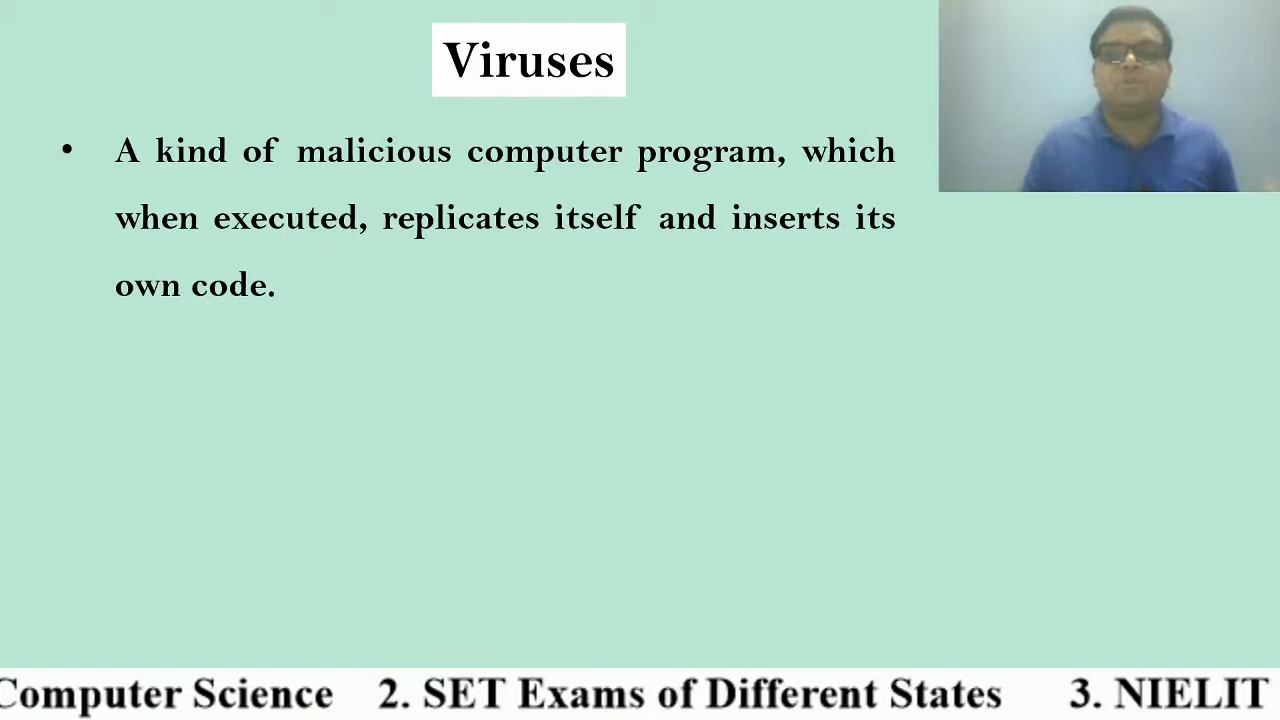 Viruses
• A kind of malicious computer program, which
when executed, replicates itself and inserts its
own code.
Computer Science 2. SET Exams of Different States 3. NIELIT